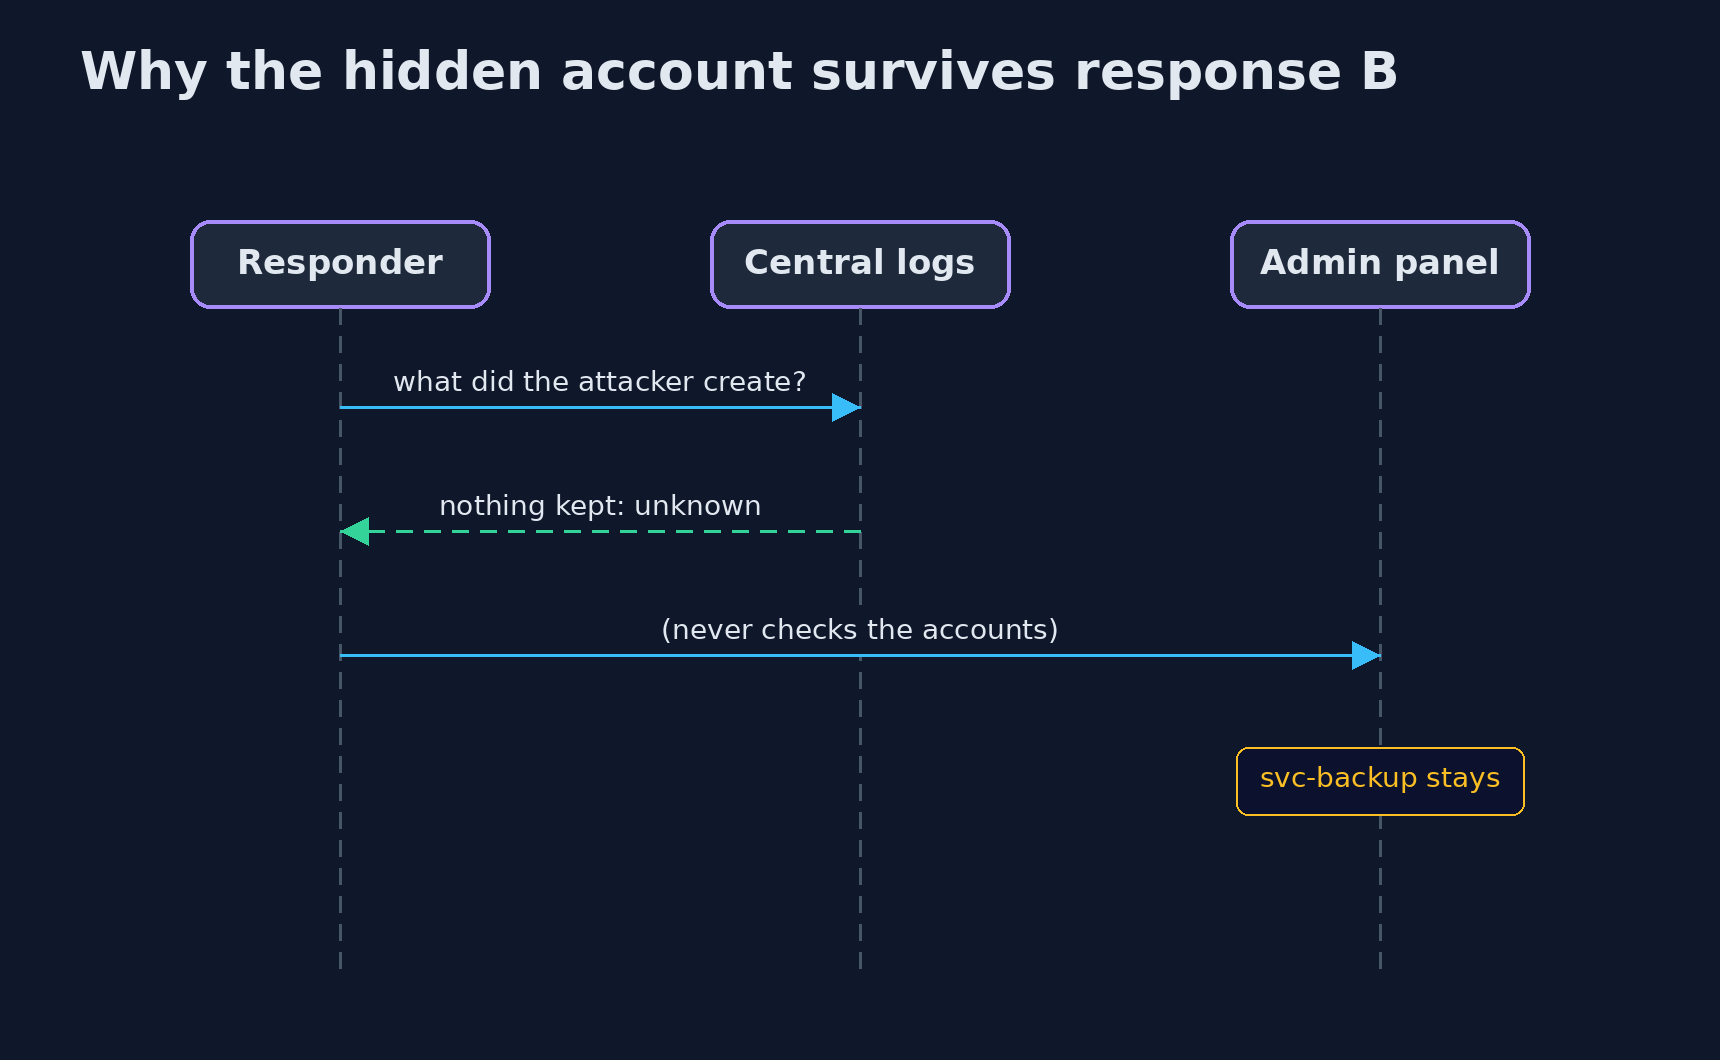 Why the hidden account survives response B
Responder
Central logs
Admin panel
what did the attacker create?
nothing kept: unknown
(never checks the accounts)
svc-backup stays